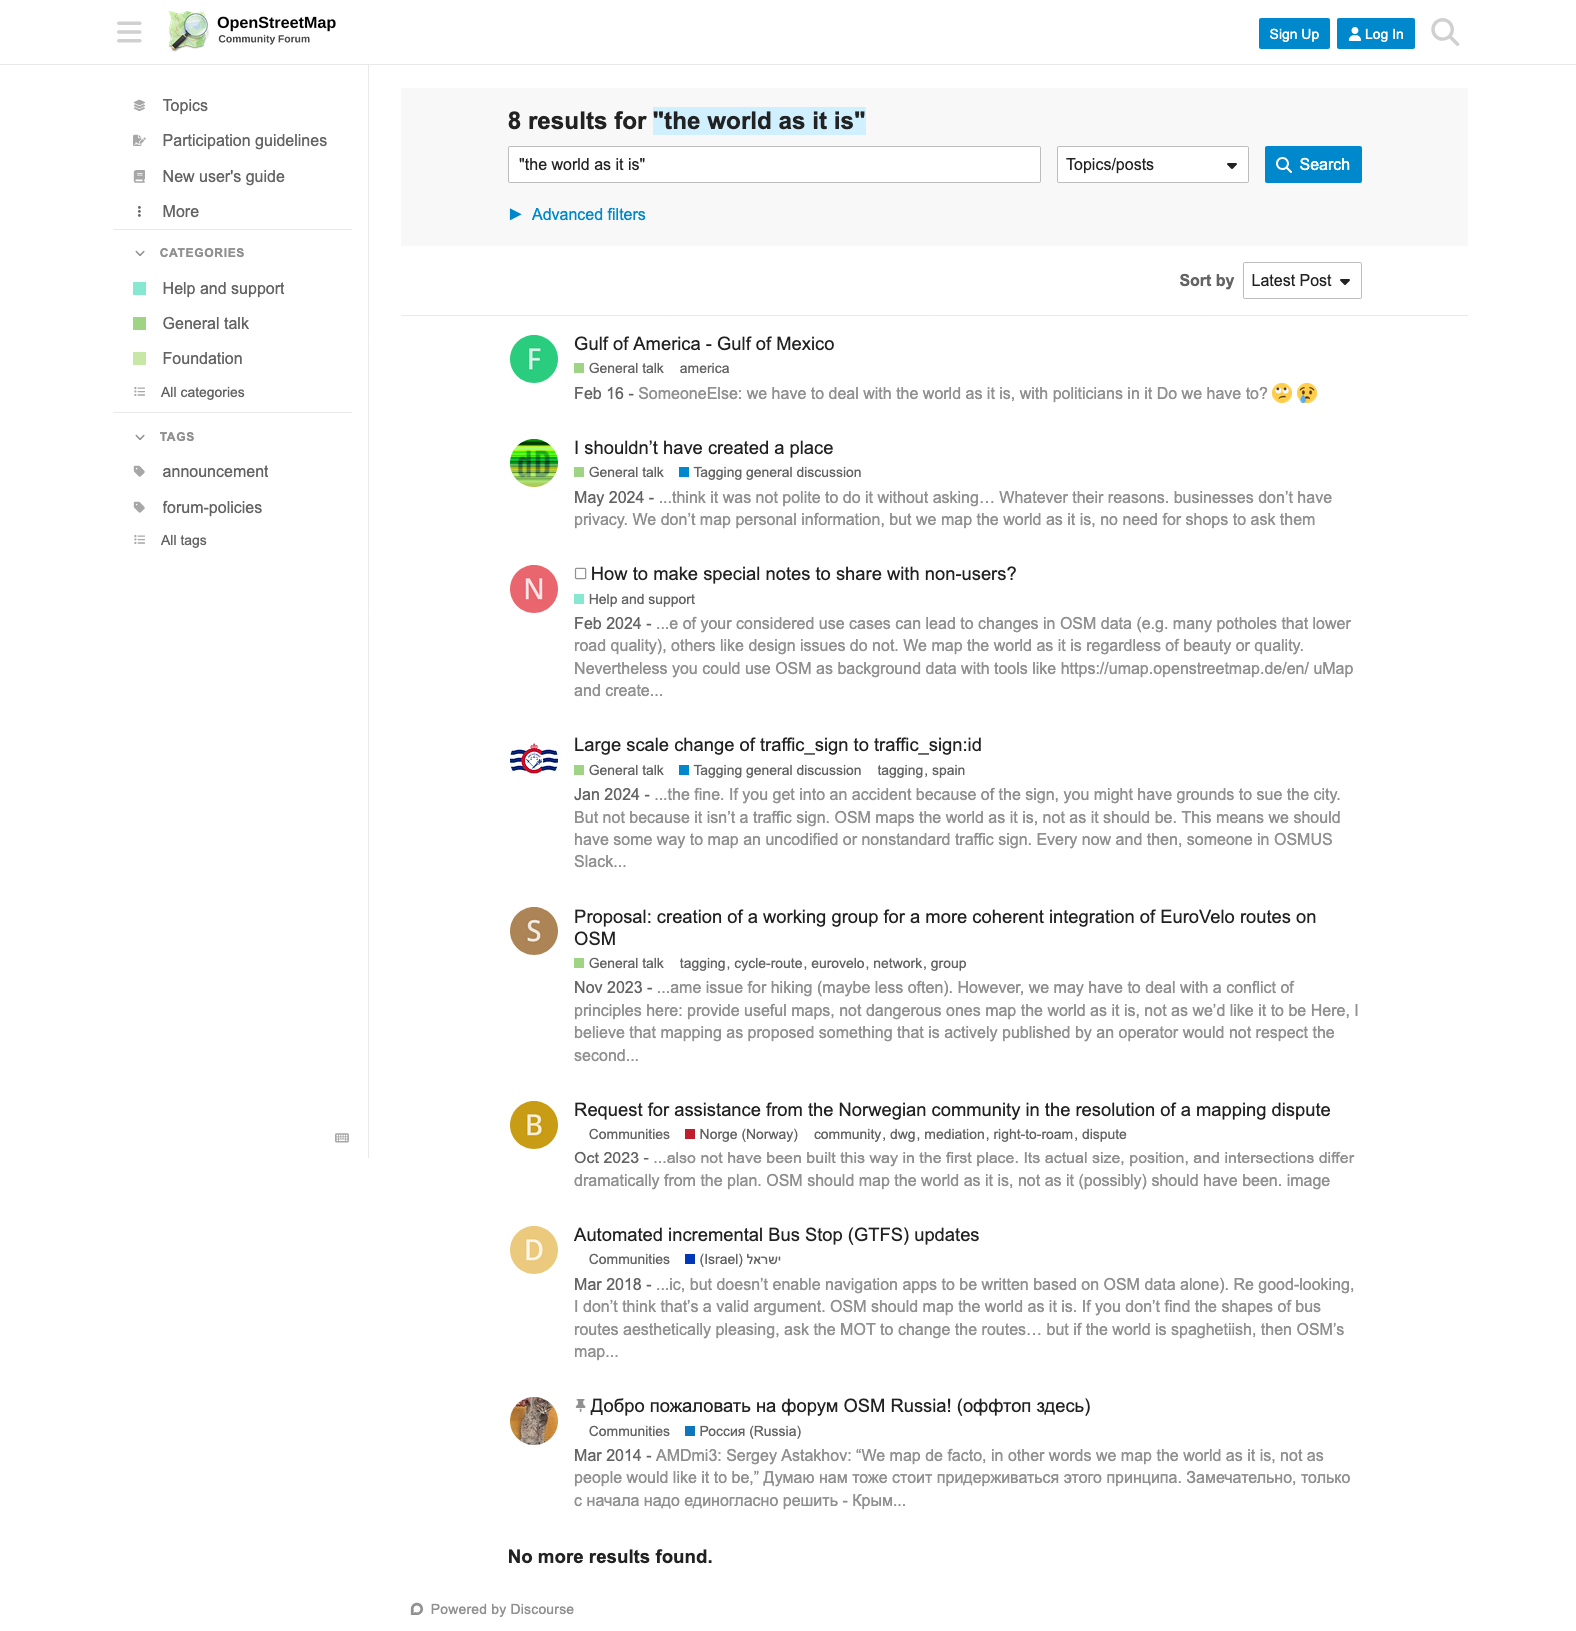 OpenStreetMap
Community Forum
Sign Up
Log In
Topics
Participation guidelines
New user's guide
More
CATEGORIES
Help and support
General talk
Foundation
All categories
TAGS
announcement
forum-policies
All tags
8 results for "the world as it is"
"the world as it is"
Topics/posts
Search
Advanced filters
Sort by
Latest Post
F
Gulf of America - Gulf of Mexico
General talk america
Feb 16 - SomeoneElse: we have to deal with the world as it is, with politicians in it Do we have to? 🙄 😢
I shouldn’t have created a place
General talk Tagging general discussion
May 2024 - ...think it was not polite to do it without asking… Whatever their reasons. businesses don’t have
privacy. We don’t map personal information, but we map the world as it is, no need for shops to ask them
N
How to make special notes to share with non-users?
Help and support
Feb 2024 - ...e of your considered use cases can lead to changes in OSM data (e.g. many potholes that lower
road quality), others like design issues do not. We map the world as it is regardless of beauty or quality.
Nevertheless you could use OSM as background data with tools like https://umap.openstreetmap.de/en/ uMap
and create...
Large scale change of traffic_sign to traffic_sign:id
General talk Tagging general discussion tagging, spain
Jan 2024 - ...the fine. If you get into an accident because of the sign, you might have grounds to sue the city.
But not because it isn’t a traffic sign. OSM maps the world as it is, not as it should be. This means we should
have some way to map an uncodified or nonstandard traffic sign. Every now and then, someone in OSMUS
Slack...
S
Proposal: creation of a working group for a more coherent integration of EuroVelo routes on
OSM
General talk tagging, cycle-route, eurovelo, network, group
Nov 2023 - ...ame issue for hiking (maybe less often). However, we may have to deal with a conflict of
principles here: provide useful maps, not dangerous ones map the world as it is, not as we’d like it to be Here, I
believe that mapping as proposed something that is actively published by an operator would not respect the
second...
B
Request for assistance from the Norwegian community in the resolution of a mapping dispute
Communities Norge (Norway) community, dwg, mediation, right-to-roam, dispute
Oct 2023 - ...also not have been built this way in the first place. Its actual size, position, and intersections differ
dramatically from the plan. OSM should map the world as it is, not as it (possibly) should have been. image
D
Automated incremental Bus Stop (GTFS) updates
Communities ישראל (Israel)
Mar 2018 - ...ic, but doesn’t enable navigation apps to be written based on OSM data alone). Re good-looking,
I don’t think that’s a valid argument. OSM should map the world as it is. If you don’t find the shapes of bus
routes aesthetically pleasing, ask the MOT to change the routes… but if the world is spaghetiish, then OSM’s
map...
Добро пожаловать на форум OSM Russia! (оффтоп здесь)
Communities Россия (Russia)
Mar 2014 - AMDmi3: Sergey Astakhov: “We map de facto, in other words we map the world as it is, not as
people would like it to be,” Думаю нам тоже стоит придерживаться этого принципа. Замечательно, только
с начала надо единогласно решить - Крым...
No more results found.
Powered by Discourse